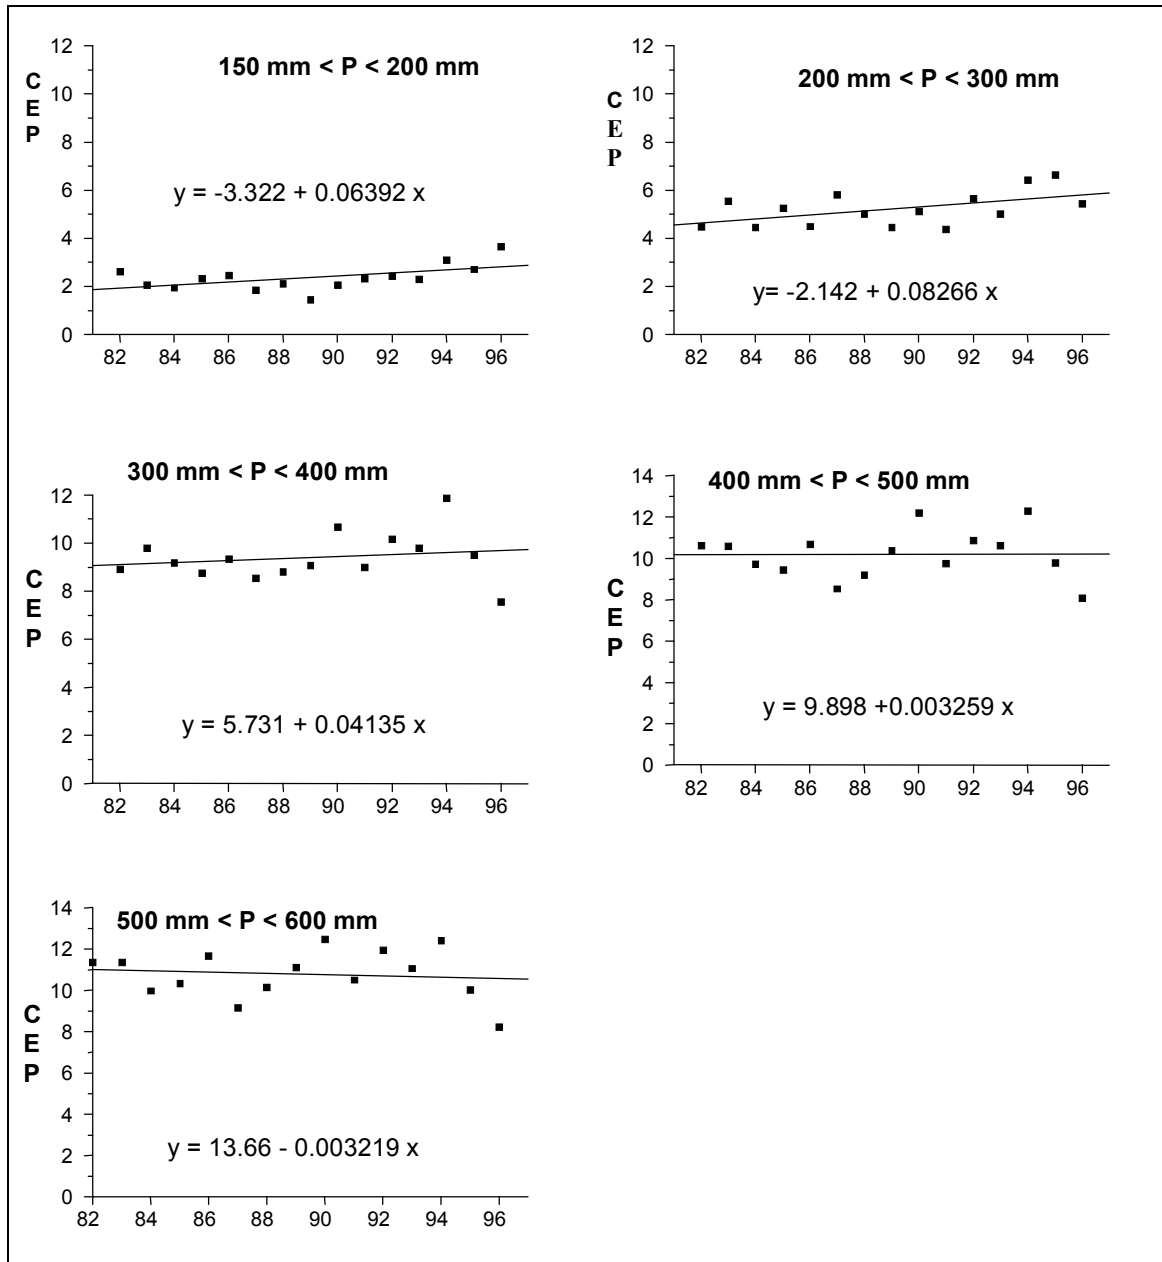 150 mm < P < 200 mm
C
E
P
12
10
8
6
4
2
0
y = -3.322 + 0.06392 x
82 84 86 88 90 92 94 96
200 mm < P < 300 mm
C
E
P
12
10
8
6
4
2
0
y= -2.142 + 0.08266 x
82 84 86 88 90 92 94 96
300 mm < P < 400 mm
C
E
P
12
10
8
6
4
2
0
y = 5.731 + 0.04135 x
82 84 86 88 90 92 94 96
400 mm < P < 500 mm
C
E
P
14
12
10
8
6
4
2
0
y = 9.898 +0.003259 x
82 84 86 88 90 92 94 96
500 mm < P < 600 mm
C
E
P
14
12
10
8
6
4
2
0
y = 13.66 - 0.003219 x
82 84 86 88 90 92 94 96